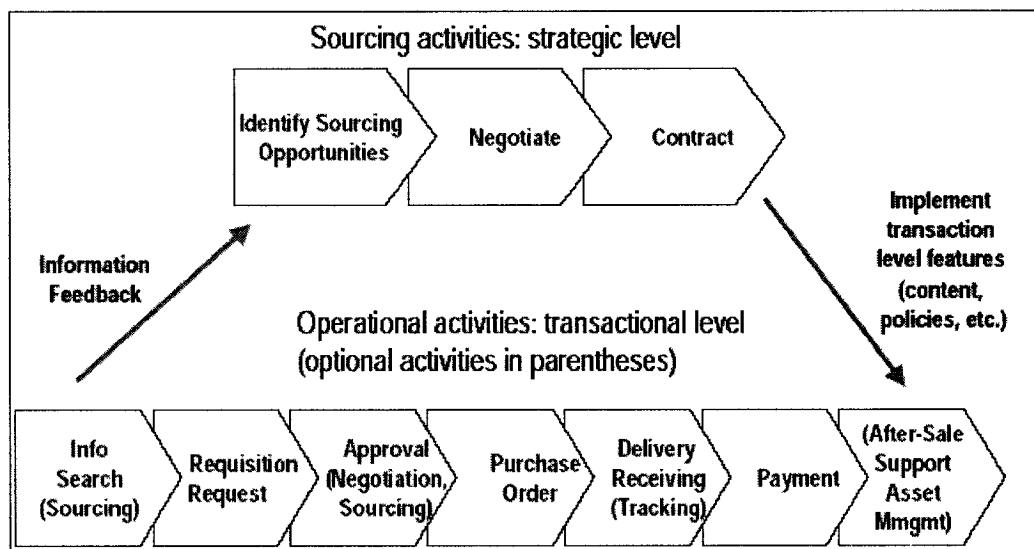 Sourcing activities: strategic level
Identify Sourcing
Opportunities
Negotiate
Contract
Information
Feedback
Implement
transaction
level features
(content,
policies, etc.)
Operational activities: transactional level
(optional activities in parentheses)
Info
Search
(Sourcing)
Requisition
Request
Approval
(Negotiation,
Sourcing)
Purchase
Order
Delivery
Receiving
(Tracking)
Payment
(After-Sale
Support
Asset
Mmgmt)